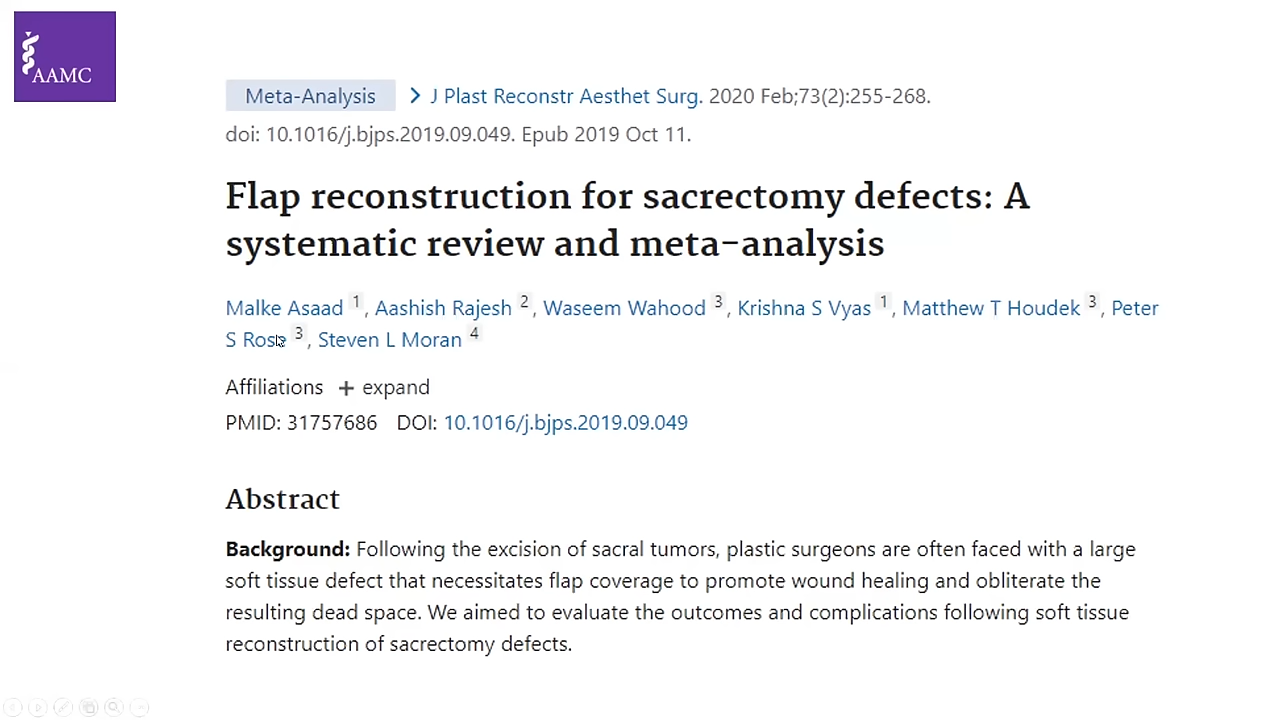 AAMC
Meta-Analysis > J Plast Reconstr Aesthet Surg. 2020 Feb;73(2):255-268.
doi: 10.1016/j.bjps.2019.09.049. Epub 2019 Oct 11.
Flap reconstruction for sacrectomy defects: A
systematic review and meta-analysis
Malke Asaad 1, Aashish Rajesh 2, Waseem Wahood 3, Krishna S Vyas 1, Matthew T Houdek 3, Peter
S Rose 3, Steven L Moran 4
Affiliations + expand
PMID: 31757686 DOI: 10.1016/j.bjps.2019.09.049
Abstract
Background: Following the excision of sacral tumors, plastic surgeons are often faced with a large
soft tissue defect that necessitates flap coverage to promote wound healing and obliterate the
resulting dead space. We aimed to evaluate the outcomes and complications following soft tissue
reconstruction of sacrectomy defects.